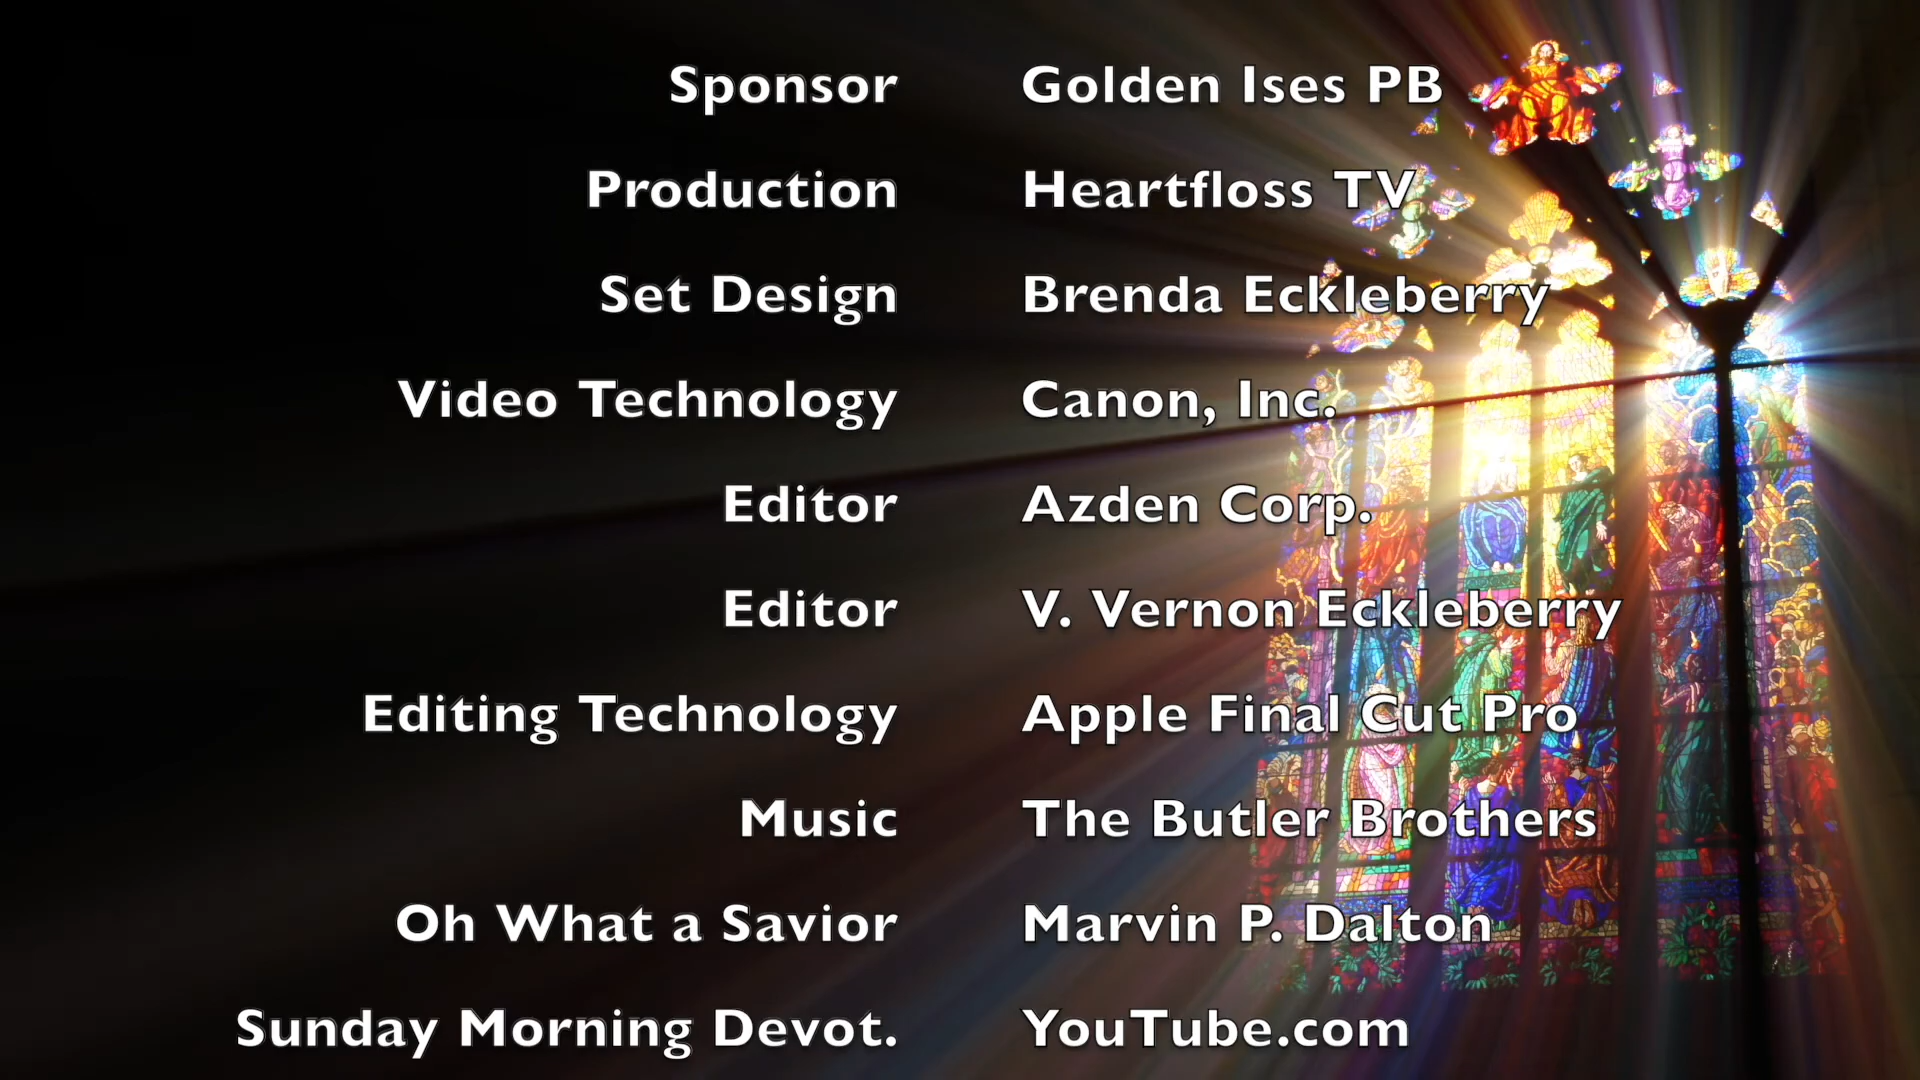 Sponsor Golden Ises PB
Production Heartfloss TV
Set Design Brenda Eckleberry
Video Technology Canon, Inc.
Editor Azden Corp.
Editor V. Vernon Eckleberry
Editing Technology Apple Final Cut Pro
Music The Butler Brothers
Oh What a Savior Marvin P. Dalton
Sunday Morning Devot. YouTube.com